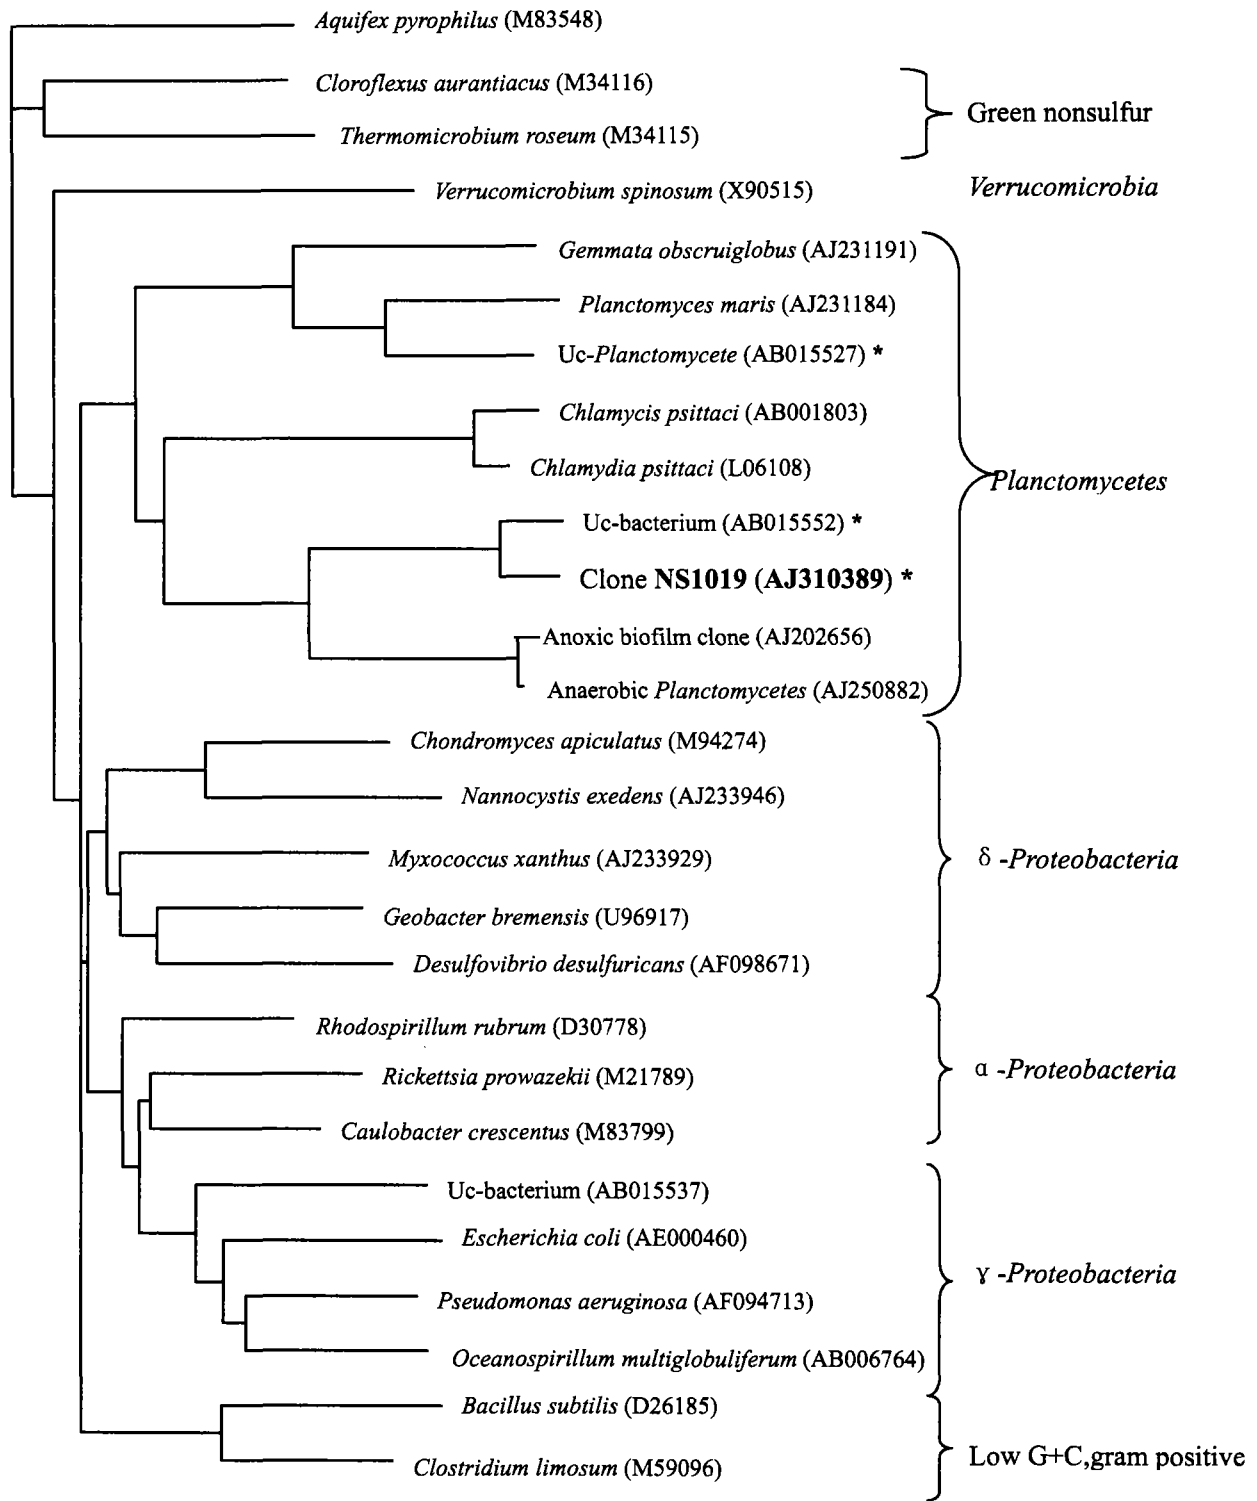 Aquifex pyrophilus (M83548)
Cloroflexus aurantiacus (M34116)
Green nonsulfur
Thermomicrobium roseum (M34115)
Verrucomicrobium spinosum (X90515)
Verrucomicrobia
Gemmata obscruiglobus (AJ231191)
Planctomyces maris (AJ231184)
Uc-Planctomycete (AB015527) *
Chlamycis psittaci (AB001803)
Chlamydia psittaci (L06108)
Planctomycetes
Uc-bacterium (AB015552) *
Clone NS1019 (AJ310389) *
Anoxic biofilm clone (AJ202656)
Anaerobic Planctomycetes (AJ250882)
Chondromyces apiculatus (M94274)
Nannocystis exedens (AJ233946)
Myxococcus xanthus (AJ233929)
δ -Proteobacteria
Geobacter bremensis (U96917)
Desulfovibrio desulfuricans (AF098671)
Rhodospirillum rubrum (D30778)
Rickettsia prowazekii (M21789)
α -Proteobacteria
Caulobacter crescentus (M83799)
Uc-bacterium (AB015537)
Escherichia coli (AE000460)
γ -Proteobacteria
Pseudomonas aeruginosa (AF094713)
Oceanospirillum multiglobuliferum (AB006764)
Bacillus subtilis (D26185)
Low G+C,gram positive
Clostridium limosum (M59096)